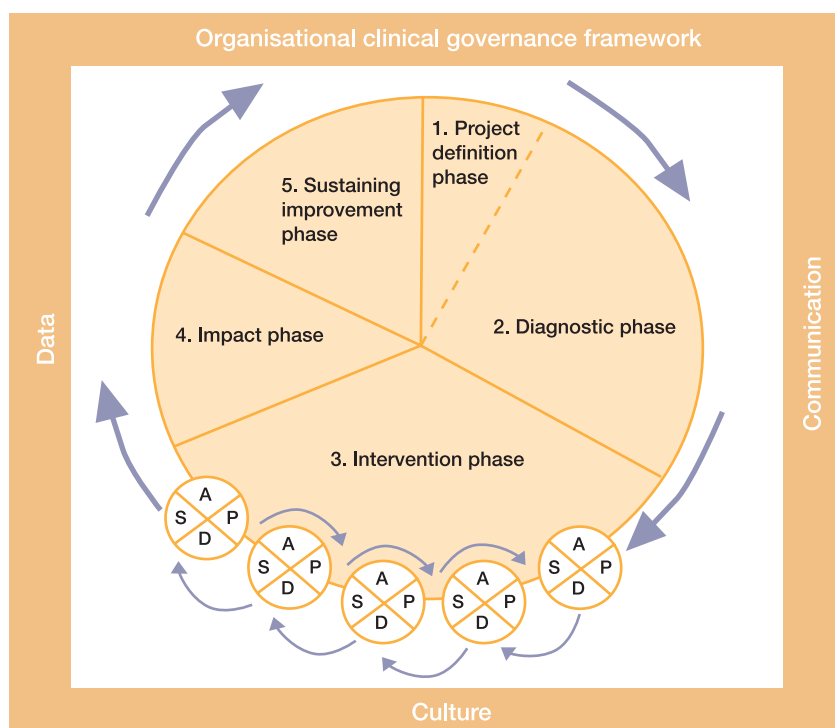 Organisational clinical governance framework
1. Project
definition
phase
5. Sustaining
improvement
phase
2. Diagnostic phase
4. Impact phase
Data
Communication
3. Intervention phase
A
S P
D
A
S P
D
A
S P
D
A
S P
D
A
S P
D
Culture